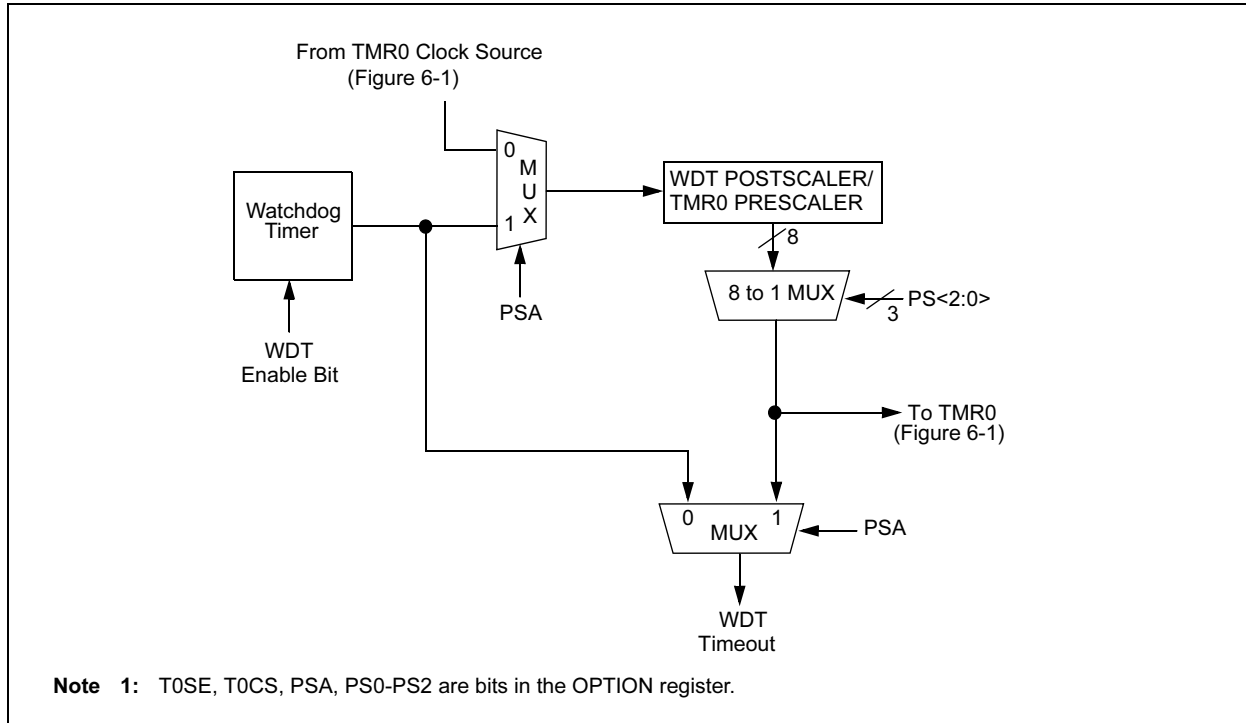 From TMR0 Clock Source
(Figure 6-1)
0
M
U
X
1
WDT POSTSCALER/
TMR0 PRESCALER
Watchdog
Timer
8
8 to 1 MUX
PS<2:0>
3
PSA
WDT
Enable Bit
To TMR0
(Figure 6-1)
0
1
MUX
PSA
WDT
Timeout
Note 1: T0SE, T0CS, PSA, PS0-PS2 are bits in the OPTION register.